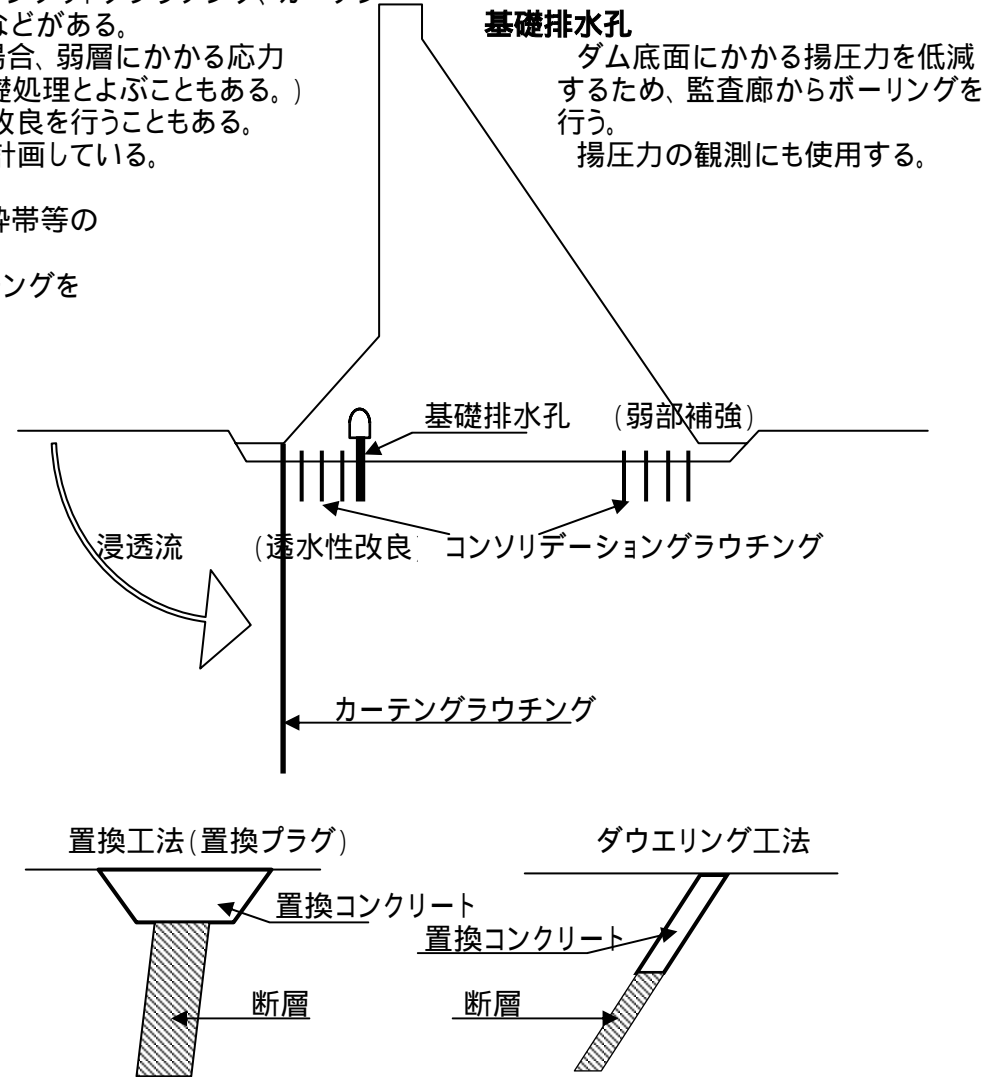 などがある。
場合、弱層にかかる応力
礎処理とよぶこともある。)
改良を行うこともある。
計画している。
砕帯等の
ングを
基礎排水孔
ダム底面にかかる揚圧力を低減
するため、監査廊からボーリングを
行う。
揚圧力の観測にも使用する。
基礎排水孔
(弱部補強)
浸透流
(透水性改良
コンソリデーショングラウチング
カーテングラウチング
置換工法(置換プラグ)
ダウエリング工法
置換コンクリート
置換コンクリート
断層
断層